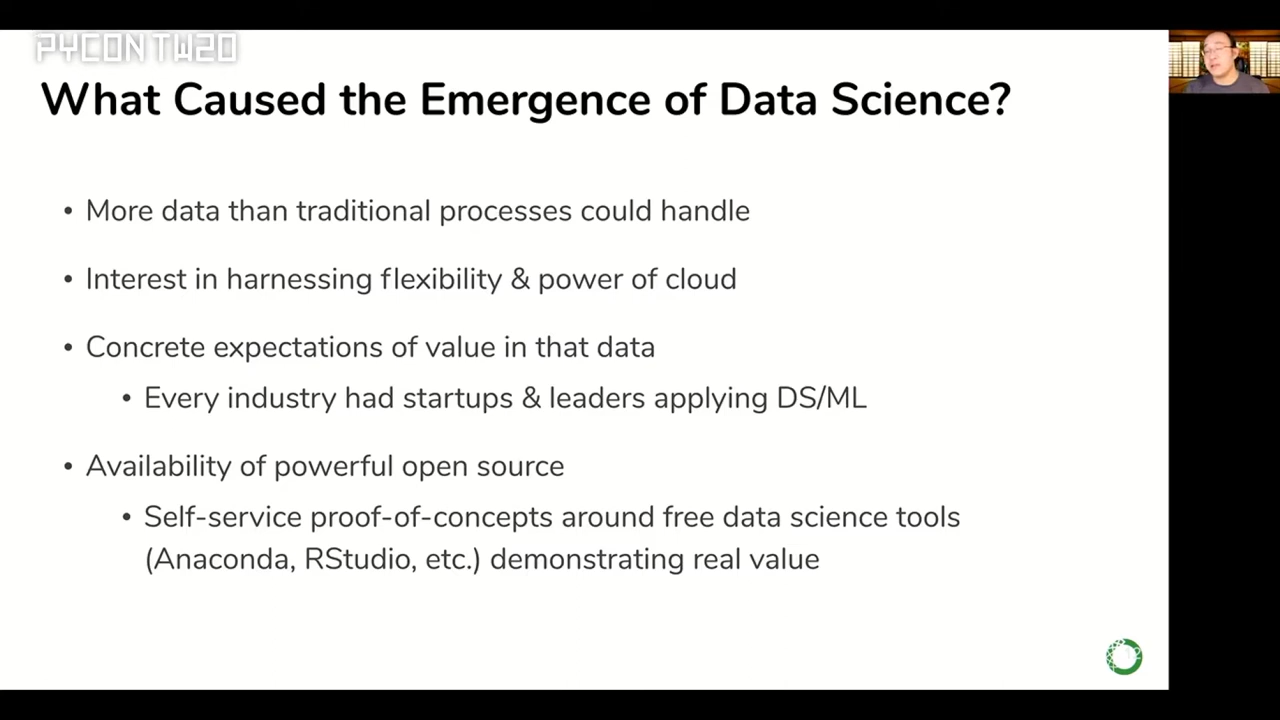 PYCON TW20
What Caused the Emergence of Data Science?
• More data than traditional processes could handle
• Interest in harnessing flexibility & power of cloud
• Concrete expectations of value in that data
• Every industry had startups & leaders applying DS/ML
• Availability of powerful open source
• Self-service proof-of-concepts around free data science tools
(Anaconda, RStudio, etc.) demonstrating real value